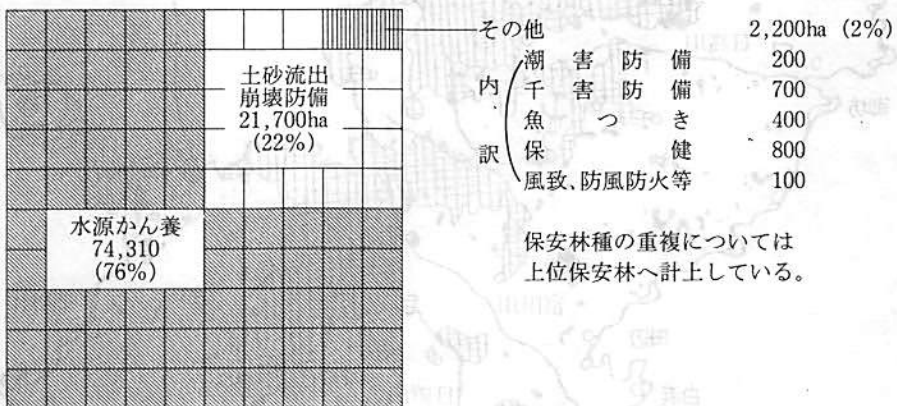 その他 2,200ha (2%)
内訳
潮害防備 200
千害防備 700
魚つき 400
保健 800
風致、防風防火等 100
土砂流出
崩壊防備
21,700ha
(22%)
水源かん養
74,310
(76%)
保安林種の重複については
上位保安林へ計上している。